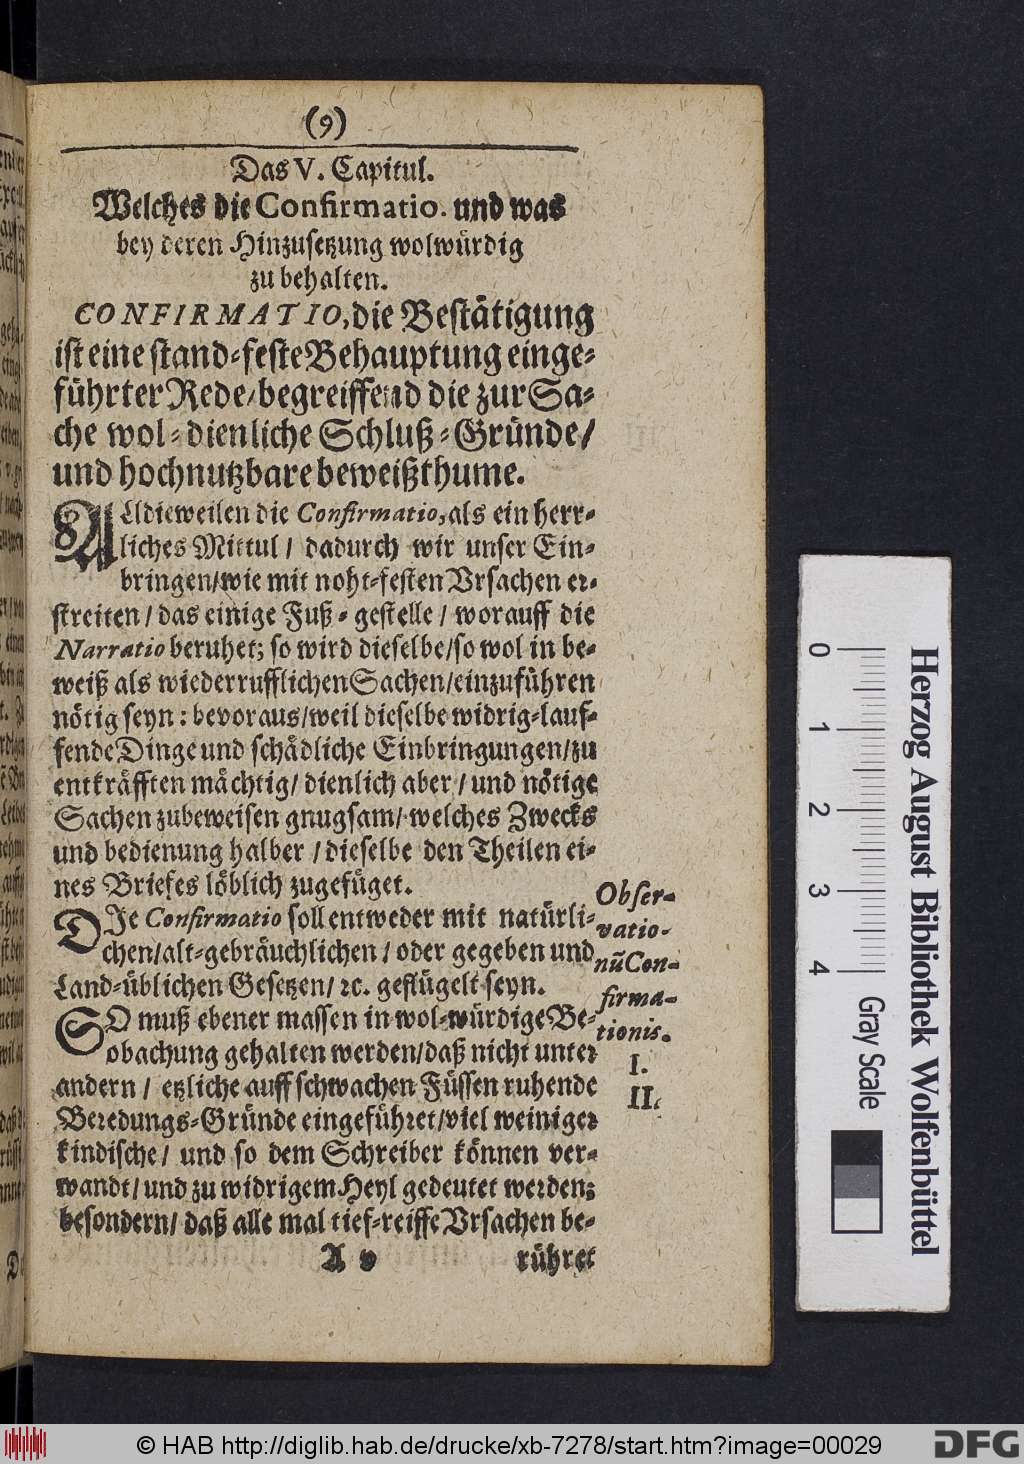 (9)
Das V. Capitul.
Welches die Confirmatio. und was
bey deren Hinzusetzung wolwürdig
zu behalten.
CONFIRMATIO, die Bestätigung
ist eine stand-feste Behauptung einge-
führter Rede/ begreiffend die zur Sa-
che wol-dienliche Schluß-Gründe/
und hochnutzbare beweißthume.
ALldieweilen die Confirmatio, als ein herr-
liches Mittul/ dadurch wir unser Ein-
bringen/ wie mit noht-festen Vrsachen er-
streiten/ das einige Fuß-gestelle/ worauff die
Narratio beruhet; so wird dieselbe/ so wol in be-
weiß als wiederrufflichen Sachen/ einzuführen
nötig seyn: bevoraus/ weil dieselbe widrig-lauf-
fende Dinge und schädliche Einbringungen/ zu
entkräfften mächtig/ dienlich aber/ und nötige
Sachen zubeweisen gnugsam/ welches Zwecks
und bedienung halber/ dieselbe den Theilen ei-
nes Briefes löblich zugefüget.
DIe Confirmatio soll entweder mit natürli-
chen/ alt-gebräuchlichen/ oder gegeben und
Land-üblichen Gesetzen/ ꝛc. geflügelt seyn.
SO muß ebener massen in wol-würdige Be-
obachung gehalten werden/ daß nicht unter
andern/ etzliche auff schwachen Füssen ruhende
Beredungs-Gründe eingeführet/ viel weiniger
kindische/ und so dem Schreiber können ver-
wandt/ und zu widrigem Heyl gedeutet werden;
besondern/ daß alle mal tief-reiffe Vrsachen be-
A v
rühret
Obser-
vatio-
nũ Con-
firma-
tionis.
I.
II.
0 1 2 3 4
Gray Scale
Herzog August Bibliothek Wolfenbüttel
© HAB http://diglib.hab.de/drucke/xb-7278/start.htm?image=00029
DFG